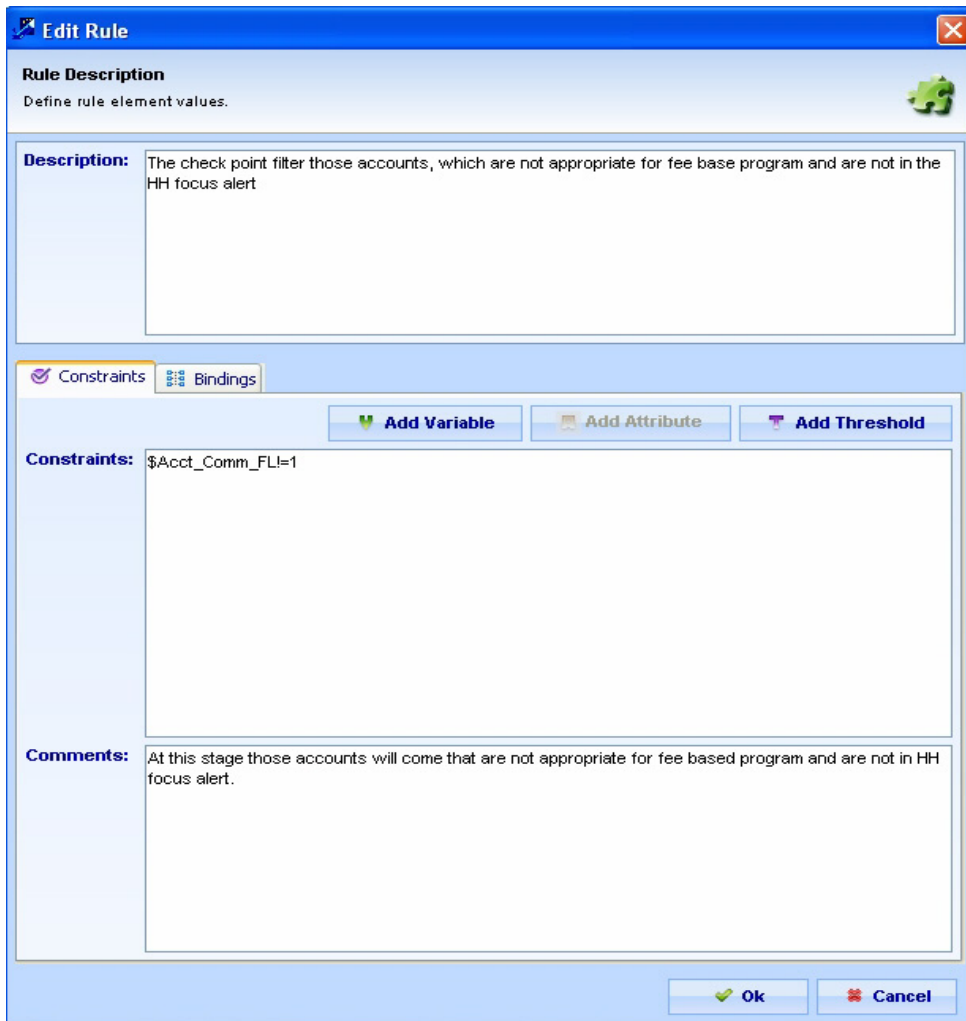 Edit Rule
Rule Description
Define rule element values.
Description:
The check point filter those accounts, which are not appropriate for fee base program and are not in the
HH focus alert
Constraints
Bindings
Add Variable
Add Attribute
Add Threshold
Constraints:
$Acct_Comm_FL!=1
Comments:
At this stage those accounts will come that are not appropriate for fee based program and are not in HH
focus alert.
Ok
Cancel